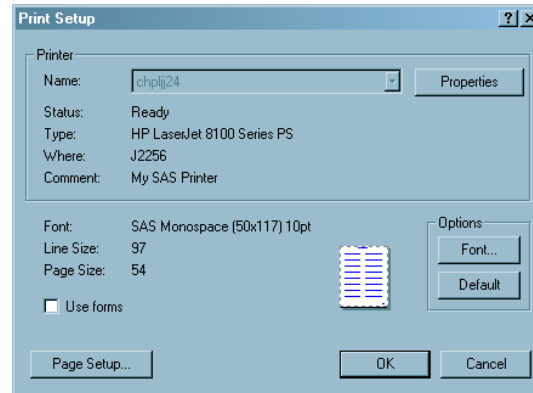 Print Setup
Printer
Name: chpljj24 Properties
Status: Ready
Type: HP LaserJet 8100 Series PS
Where: J2256
Comment: My SAS Printer
Font: SAS Monospace (50x117) 10pt
Line Size: 97
Page Size: 54
Use forms
Options
Font...
Default
Page Setup... OK Cancel